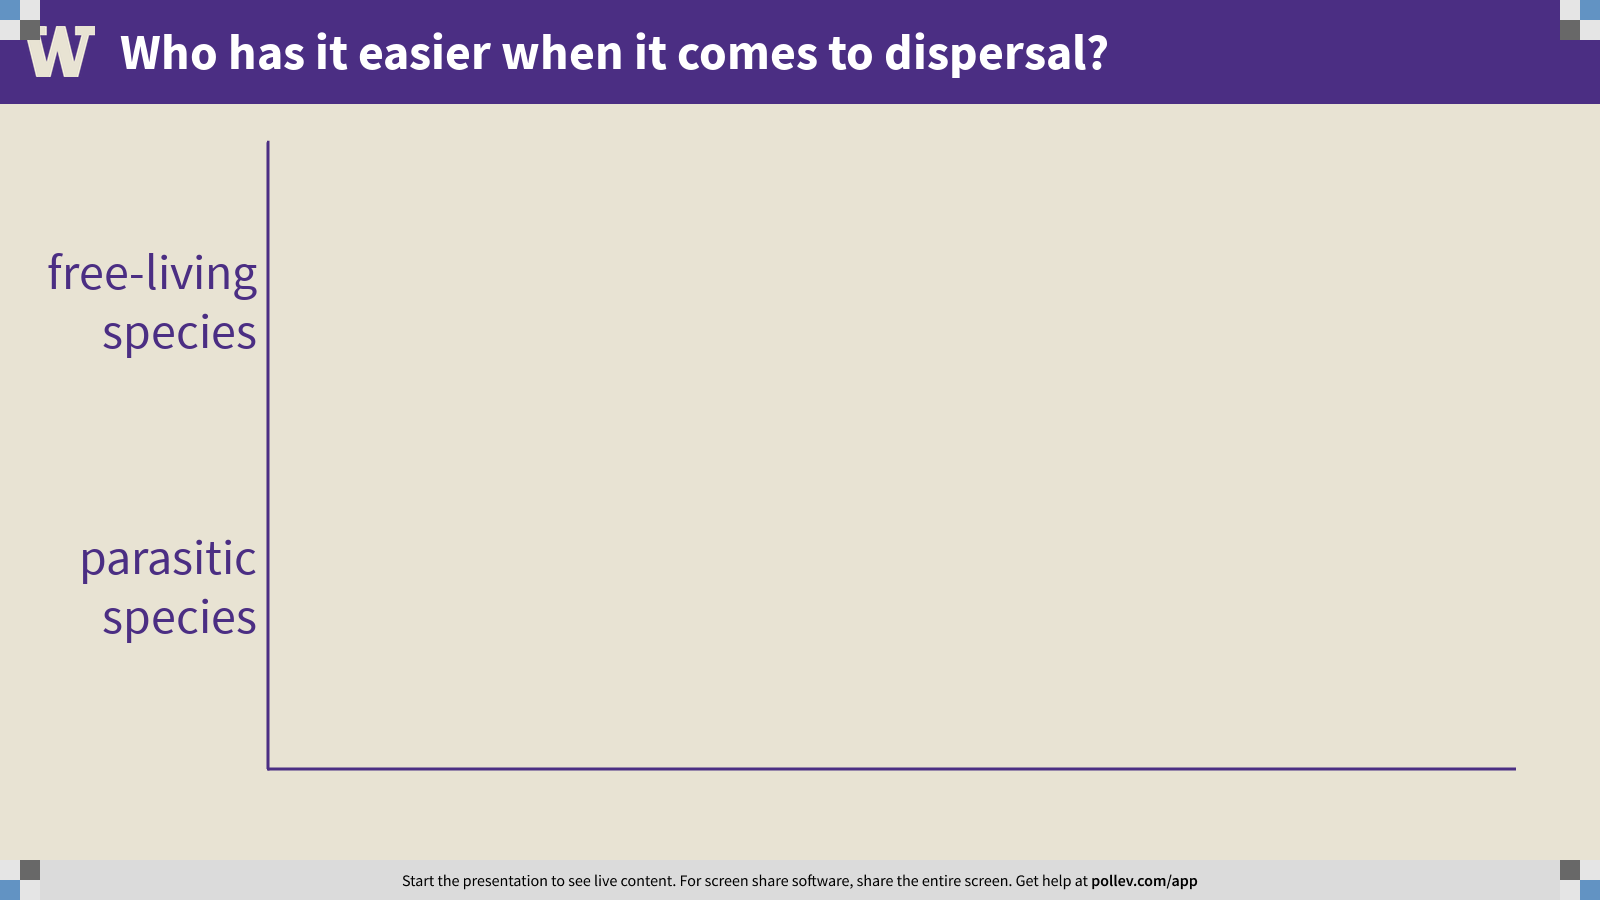 W Who has it easier when it comes to dispersal?
free-living
species
parasitic
species
Start the presentation to see live content. For screen share software, share the entire screen. Get help at pollev.com/app